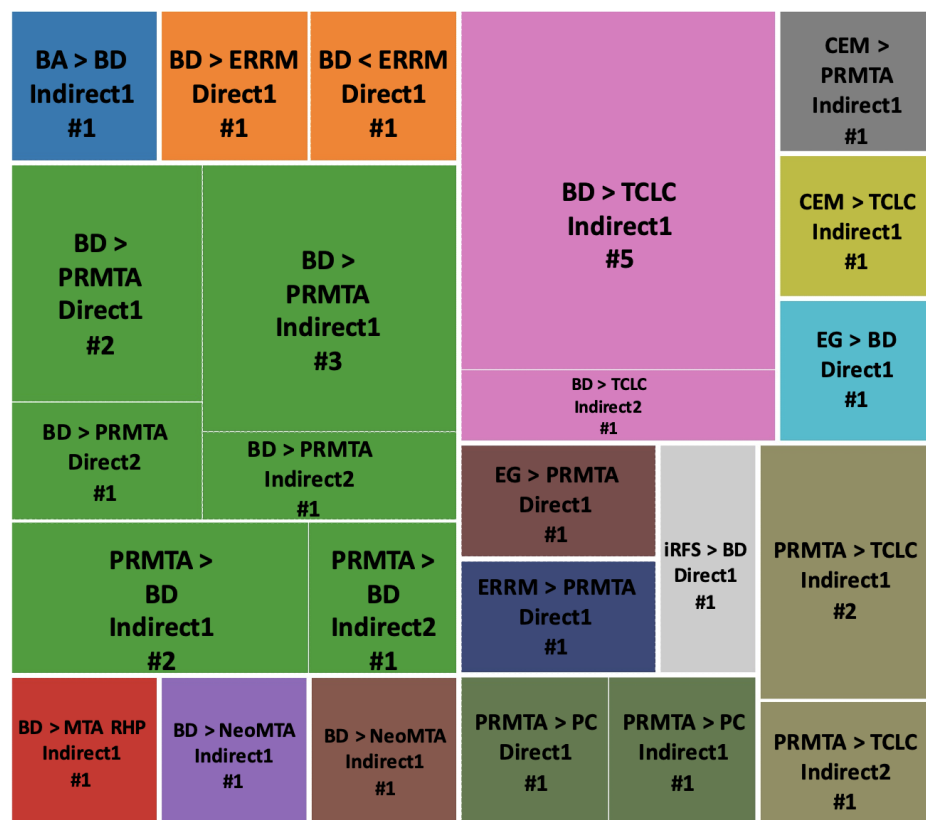 BA > BD
Indirect1
#1
BD > ERRM
Direct1
#1
BD < ERRM
Direct1
#1
BD >
PRMTA
Direct1
#2
BD >
PRMTA
Indirect1
#3
BD > PRMTA
Direct2
#1
BD > PRMTA
Indirect2
#1
PRMTA >
BD
Indirect1
#2
PRMTA >
BD
Indirect2
#1
BD > MTA RHP
Indirect1
#1
BD > NeoMTA
Indirect1
#1
BD > NeoMTA
Indirect1
#1
BD > TCLC
Indirect1
#5
BD > TCLC
Indirect2
#1
CEM >
PRMTA
Indirect1
#1
CEM > TCLC
Indirect1
#1
EG > BD
Direct1
#1
EG > PRMTA
Direct1
#1
ERRM > PRMTA
Direct1
#1
iRFS > BD
Direct1
#1
PRMTA > TCLC
Indirect1
#2
PRMTA > PC
Direct1
#1
PRMTA > PC
Indirect1
#1
PRMTA > TCLC
Indirect2
#1